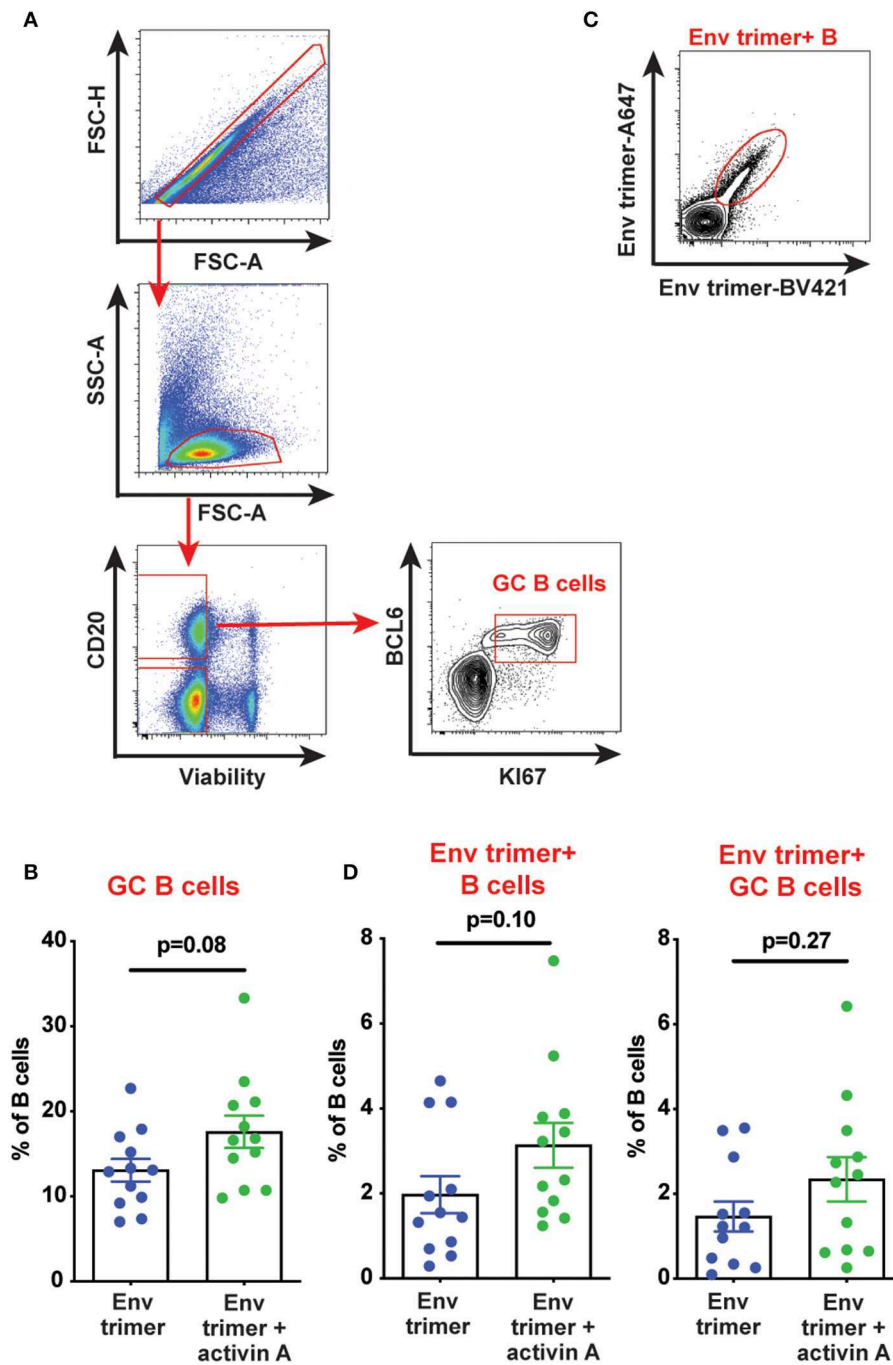 A
FSC-H
FSC-A
SSC-A
FSC-A
CD20
Viability
GC B cells
BCL6
KI67
C
Env trimer+ B
Env trimer-A647
Env trimer-BV421
B
GC B cells
p=0.08
% of B cells
40
30
20
10
0
Env
trimer
Env
trimer +
activin A
D
Env trimer+
B cells
p=0.10
% of B cells
8
6
4
2
0
Env
trimer
Env
trimer +
activin A
Env trimer+
GC B cells
p=0.27
% of B cells
8
6
4
2
0
Env
trimer
Env
trimer +
activin A